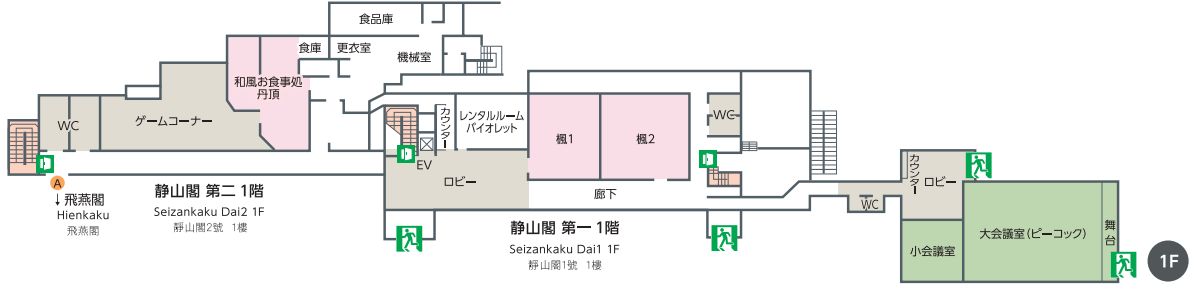 食品庫
食庫
更衣室
機械室
和風お食事処
丹頂
ゲームコーナー
WC
A
↓ 飛燕閣
Hienkaku
飛燕閣
静山閣 第二 1階
Seizankaku Dai2 1F
靜山閣2號 1樓
カウンター
レンタルルーム
バイオレット
EV
ロビー
楓1
楓2
WC
廊下
静山閣 第一 1階
Seizankaku Dai1 1F
靜山閣1號 1樓
WC
カウンター
ロビー
小会議室
大会議室(ピーコック)
舞台
1F